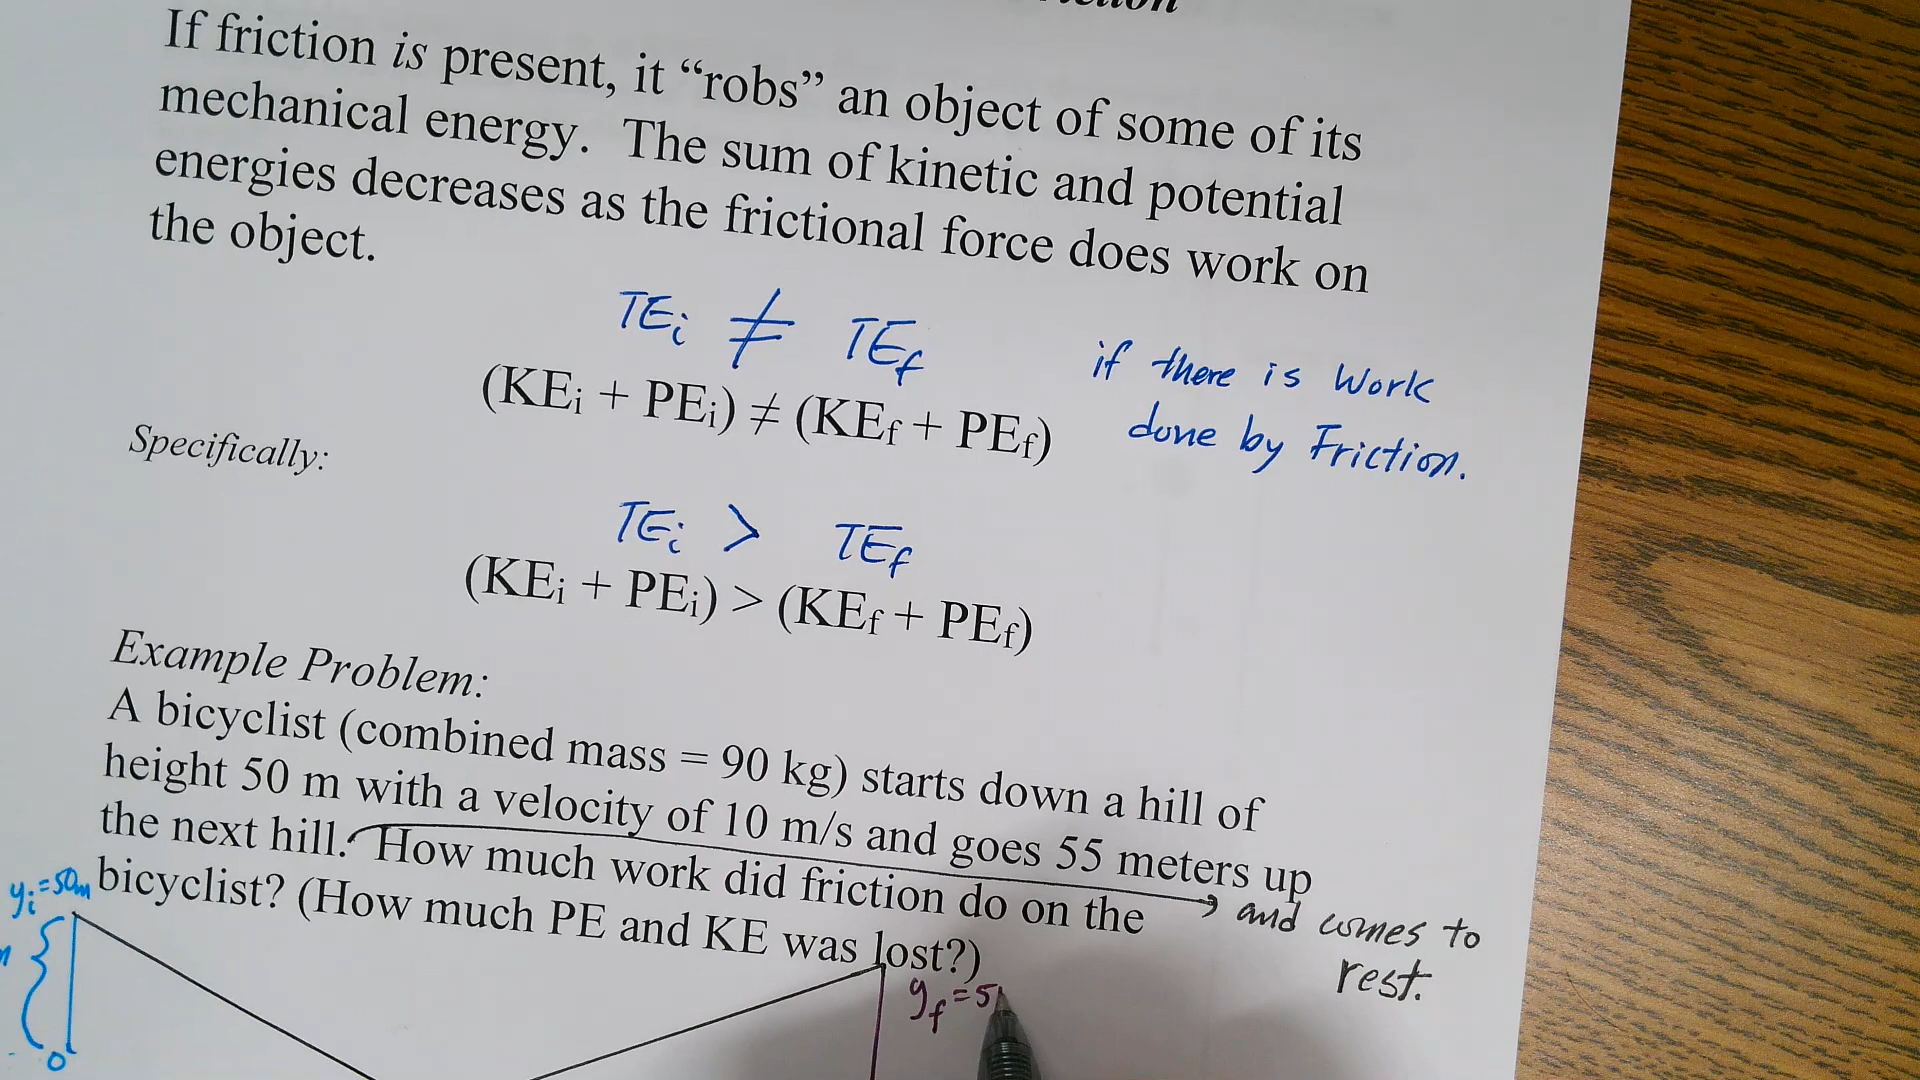 If friction is present, it “robs” an object of some of its
mechanical energy. The sum of kinetic and potential
energies decreases as the frictional force does work on
the object.
TEi ≠ TEf
if there is Work
done by Friction.
(KEi + PEi) ≠ (KEf + PEf)
Specifically:
TEi > TEf
(KEi + PEi) > (KEf + PEf)
Example Problem:
A bicyclist (combined mass = 90 kg) starts down a hill of
height 50 m with a velocity of 10 m/s and goes 55 meters up
the next hill. How much work did friction do on the
bicyclist? (How much PE and KE was lost?)
and comes to
rest.
yi = 50m
yf = 5
0